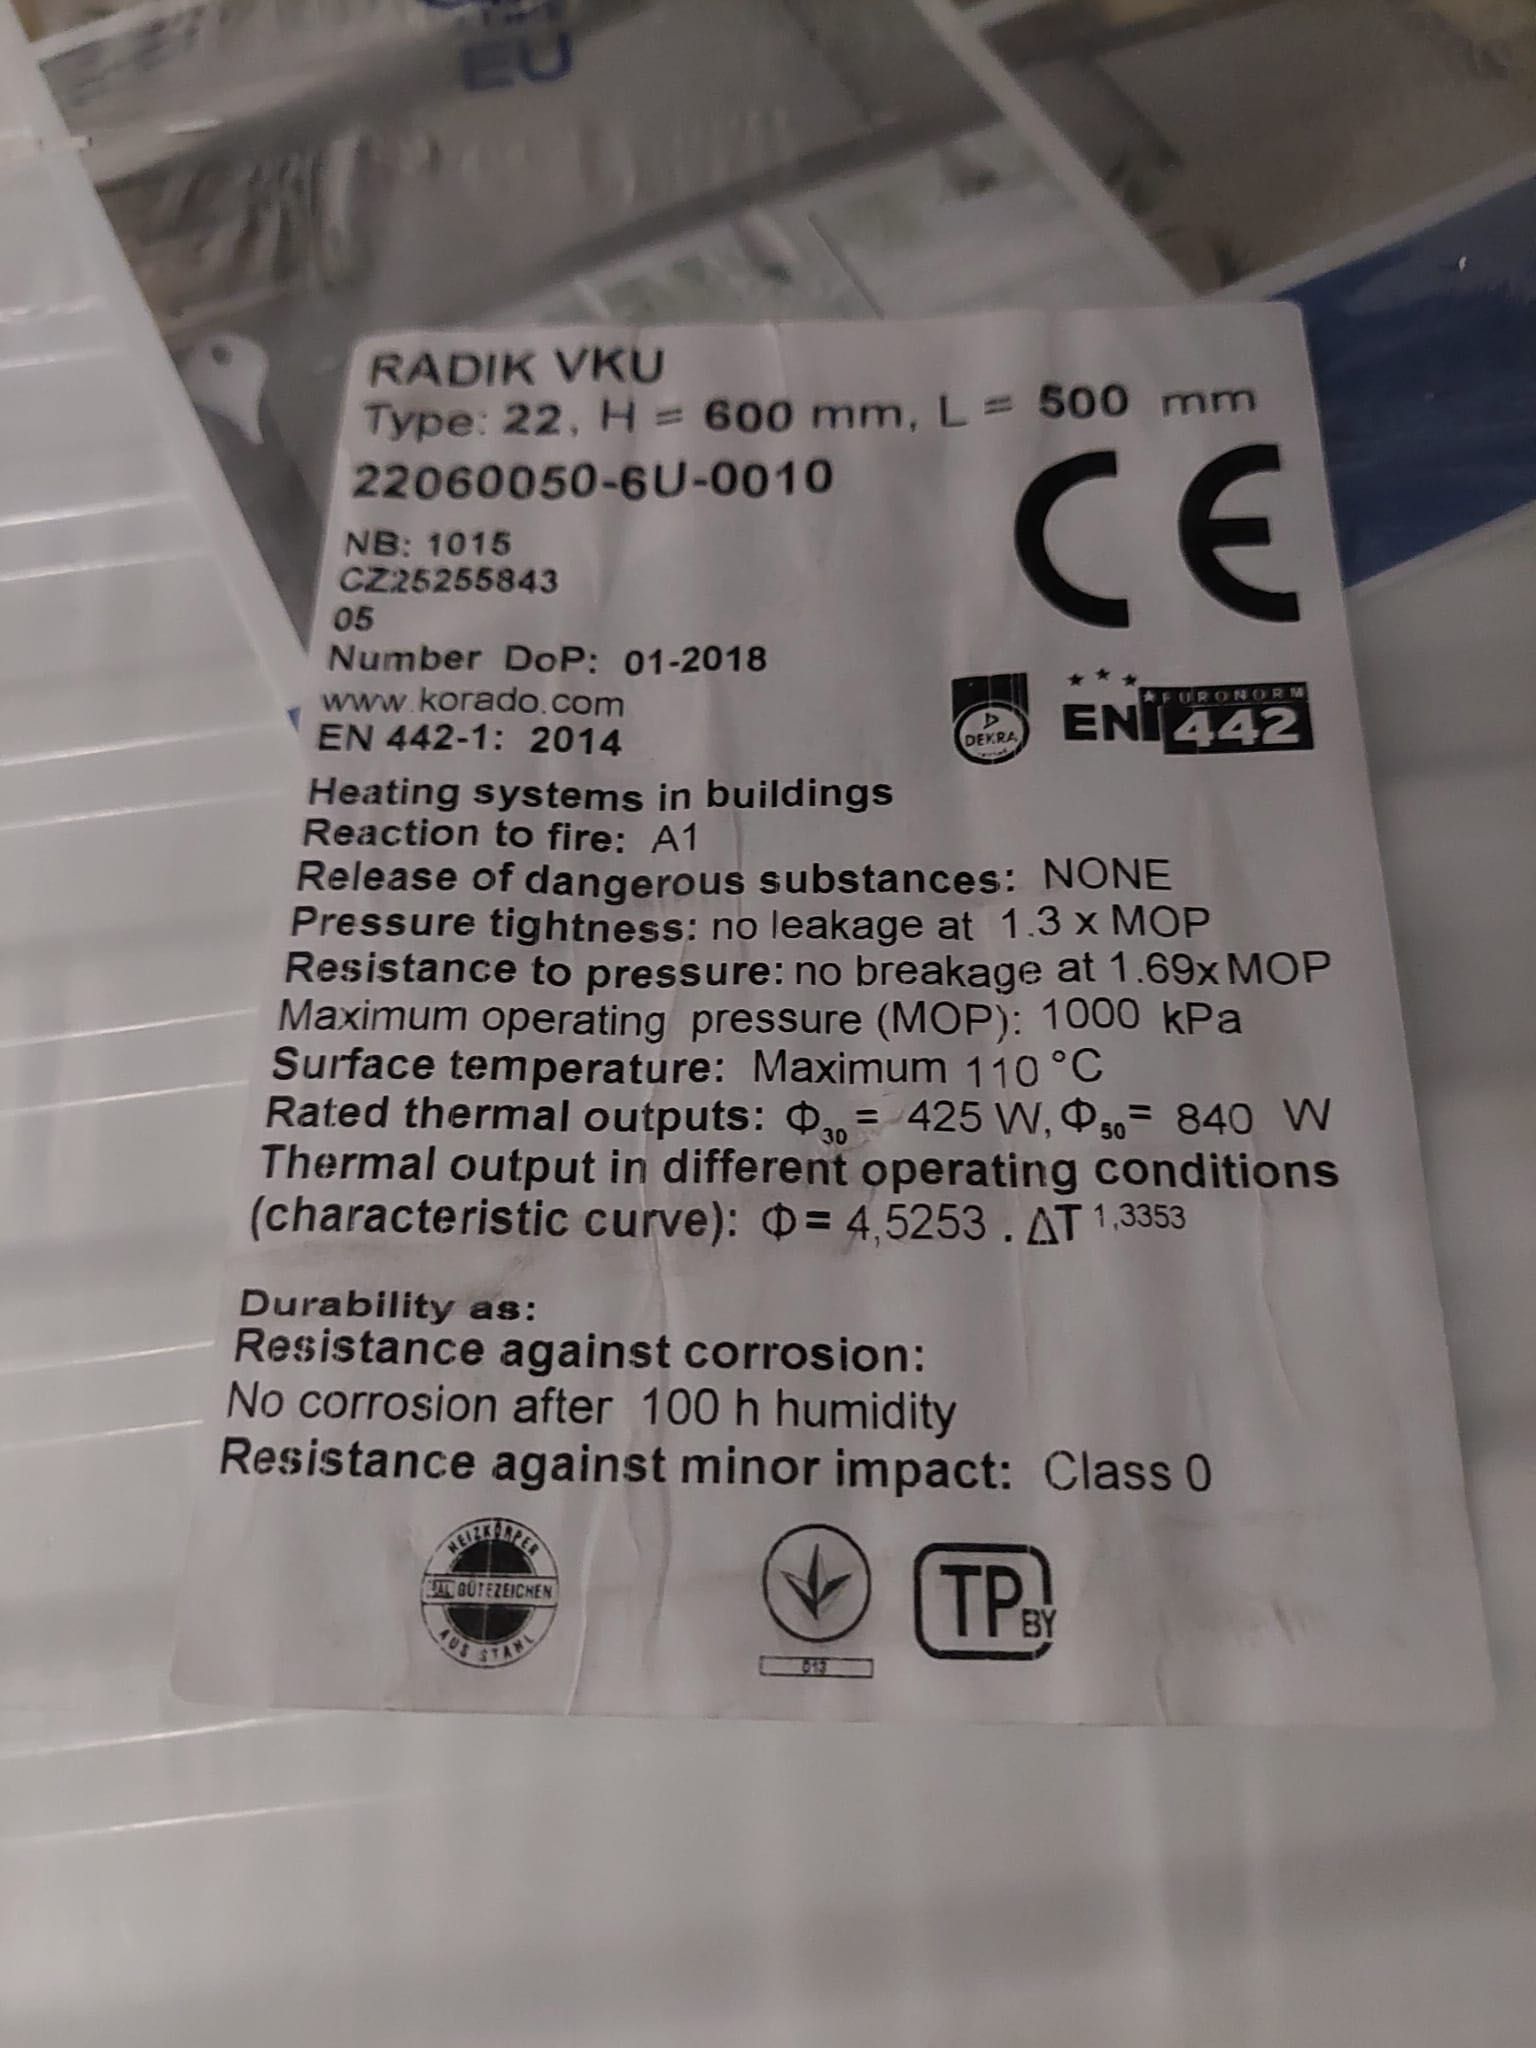 EU
RADIK VKU
Type: 22, H = 600 mm, L = 500 mm
22060050-6U-0010
NB: 1015
CZ25255843
05
Number DoP: 01-2018
www.korado.com
EN 442-1: 2014
DEKRA
EURONORM
EN 442
Heating systems in buildings
Reaction to fire: A1
Release of dangerous substances: NONE
Pressure tightness: no leakage at 1.3 x MOP
Resistance to pressure: no breakage at 1.69x MOP
Maximum operating pressure (MOP): 1000 kPa
Surface temperature: Maximum 110 °C
Rated thermal outputs: Φ30 = 425 W, Φ50 = 840 W
Thermal output in different operating conditions
(characteristic curve): Φ = 4,5253 . ΔT 1,3353
Durability as:
Resistance against corrosion:
No corrosion after 100 h humidity
Resistance against minor impact: Class 0
HEIZKÖRPER
RAL GÜTEZEICHEN
AUS STAHL
013
TP BY